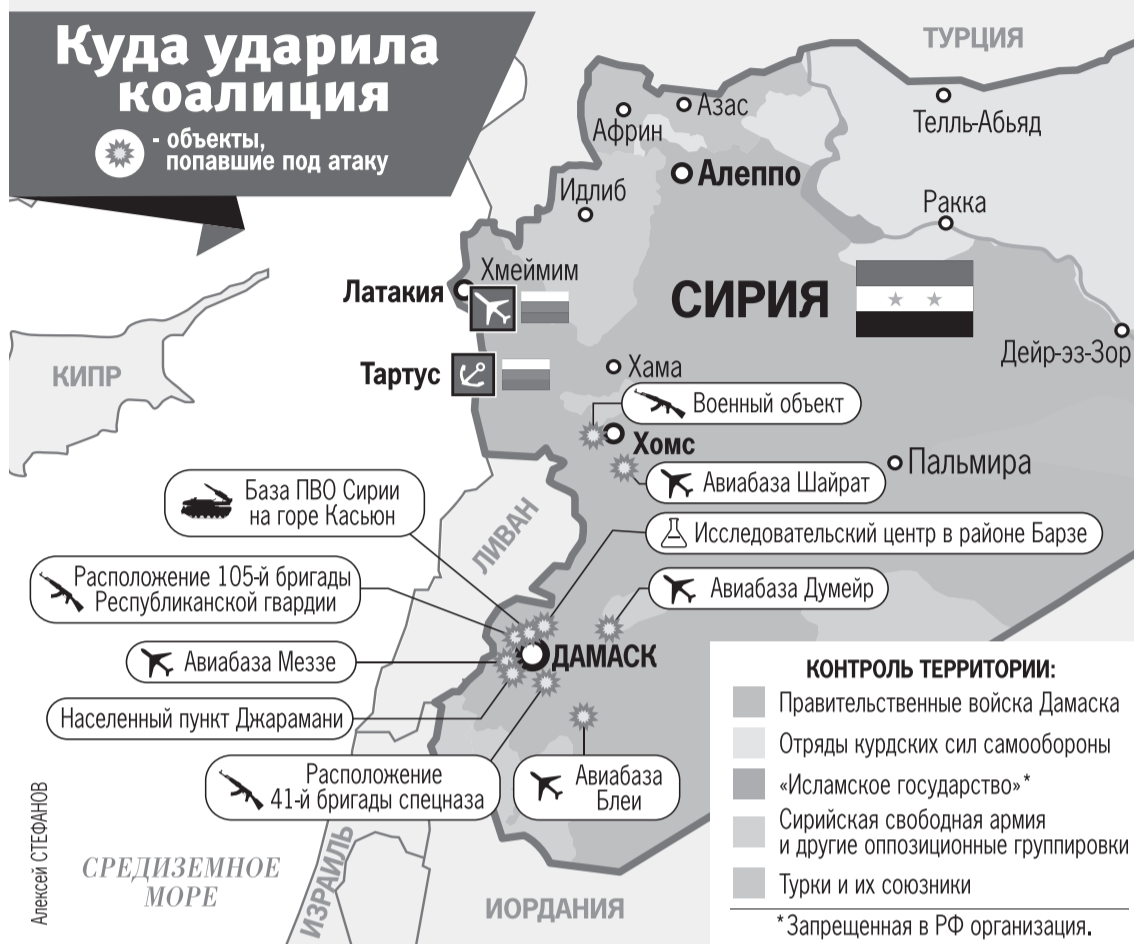 Куда ударила
коалиция
- объекты,
попавшие под атаку
ТУРЦИЯ
Азас
Африн
Телль-Абьяд
Алеппо
Идлиб
Ракка
Хмеймим
Латакия
СИРИЯ
Дейр-эз-Зор
КИПР
Тартус
Хама
Военный объект
Хомс
Пальмира
Авиабаза Шайрат
База ПВО Сирии
на горе Касьюн
ЛИВАН
Исследовательский центр в районе Барзе
Расположение 105-й бригады
Республиканской гвардии
Авиабаза Думейр
Авиабаза Меззе
ДАМАСК
Населенный пункт Джарамани
Расположение
41-й бригады спецназа
Авиабаза
Блеи
КОНТРОЛЬ ТЕРРИТОРИИ:
Правительственные войска Дамаска
Отряды курдских сил самообороны
«Исламское государство»*
Сирийская свободная армия
и другие оппозиционные группировки
Турки и их союзники
*Запрещенная в РФ организация.
Алексей СТЕФАНОВ
СРЕДИЗЕМНОЕ
МОРЕ
ИЗРАИЛЬ
ИОРДАНИЯ